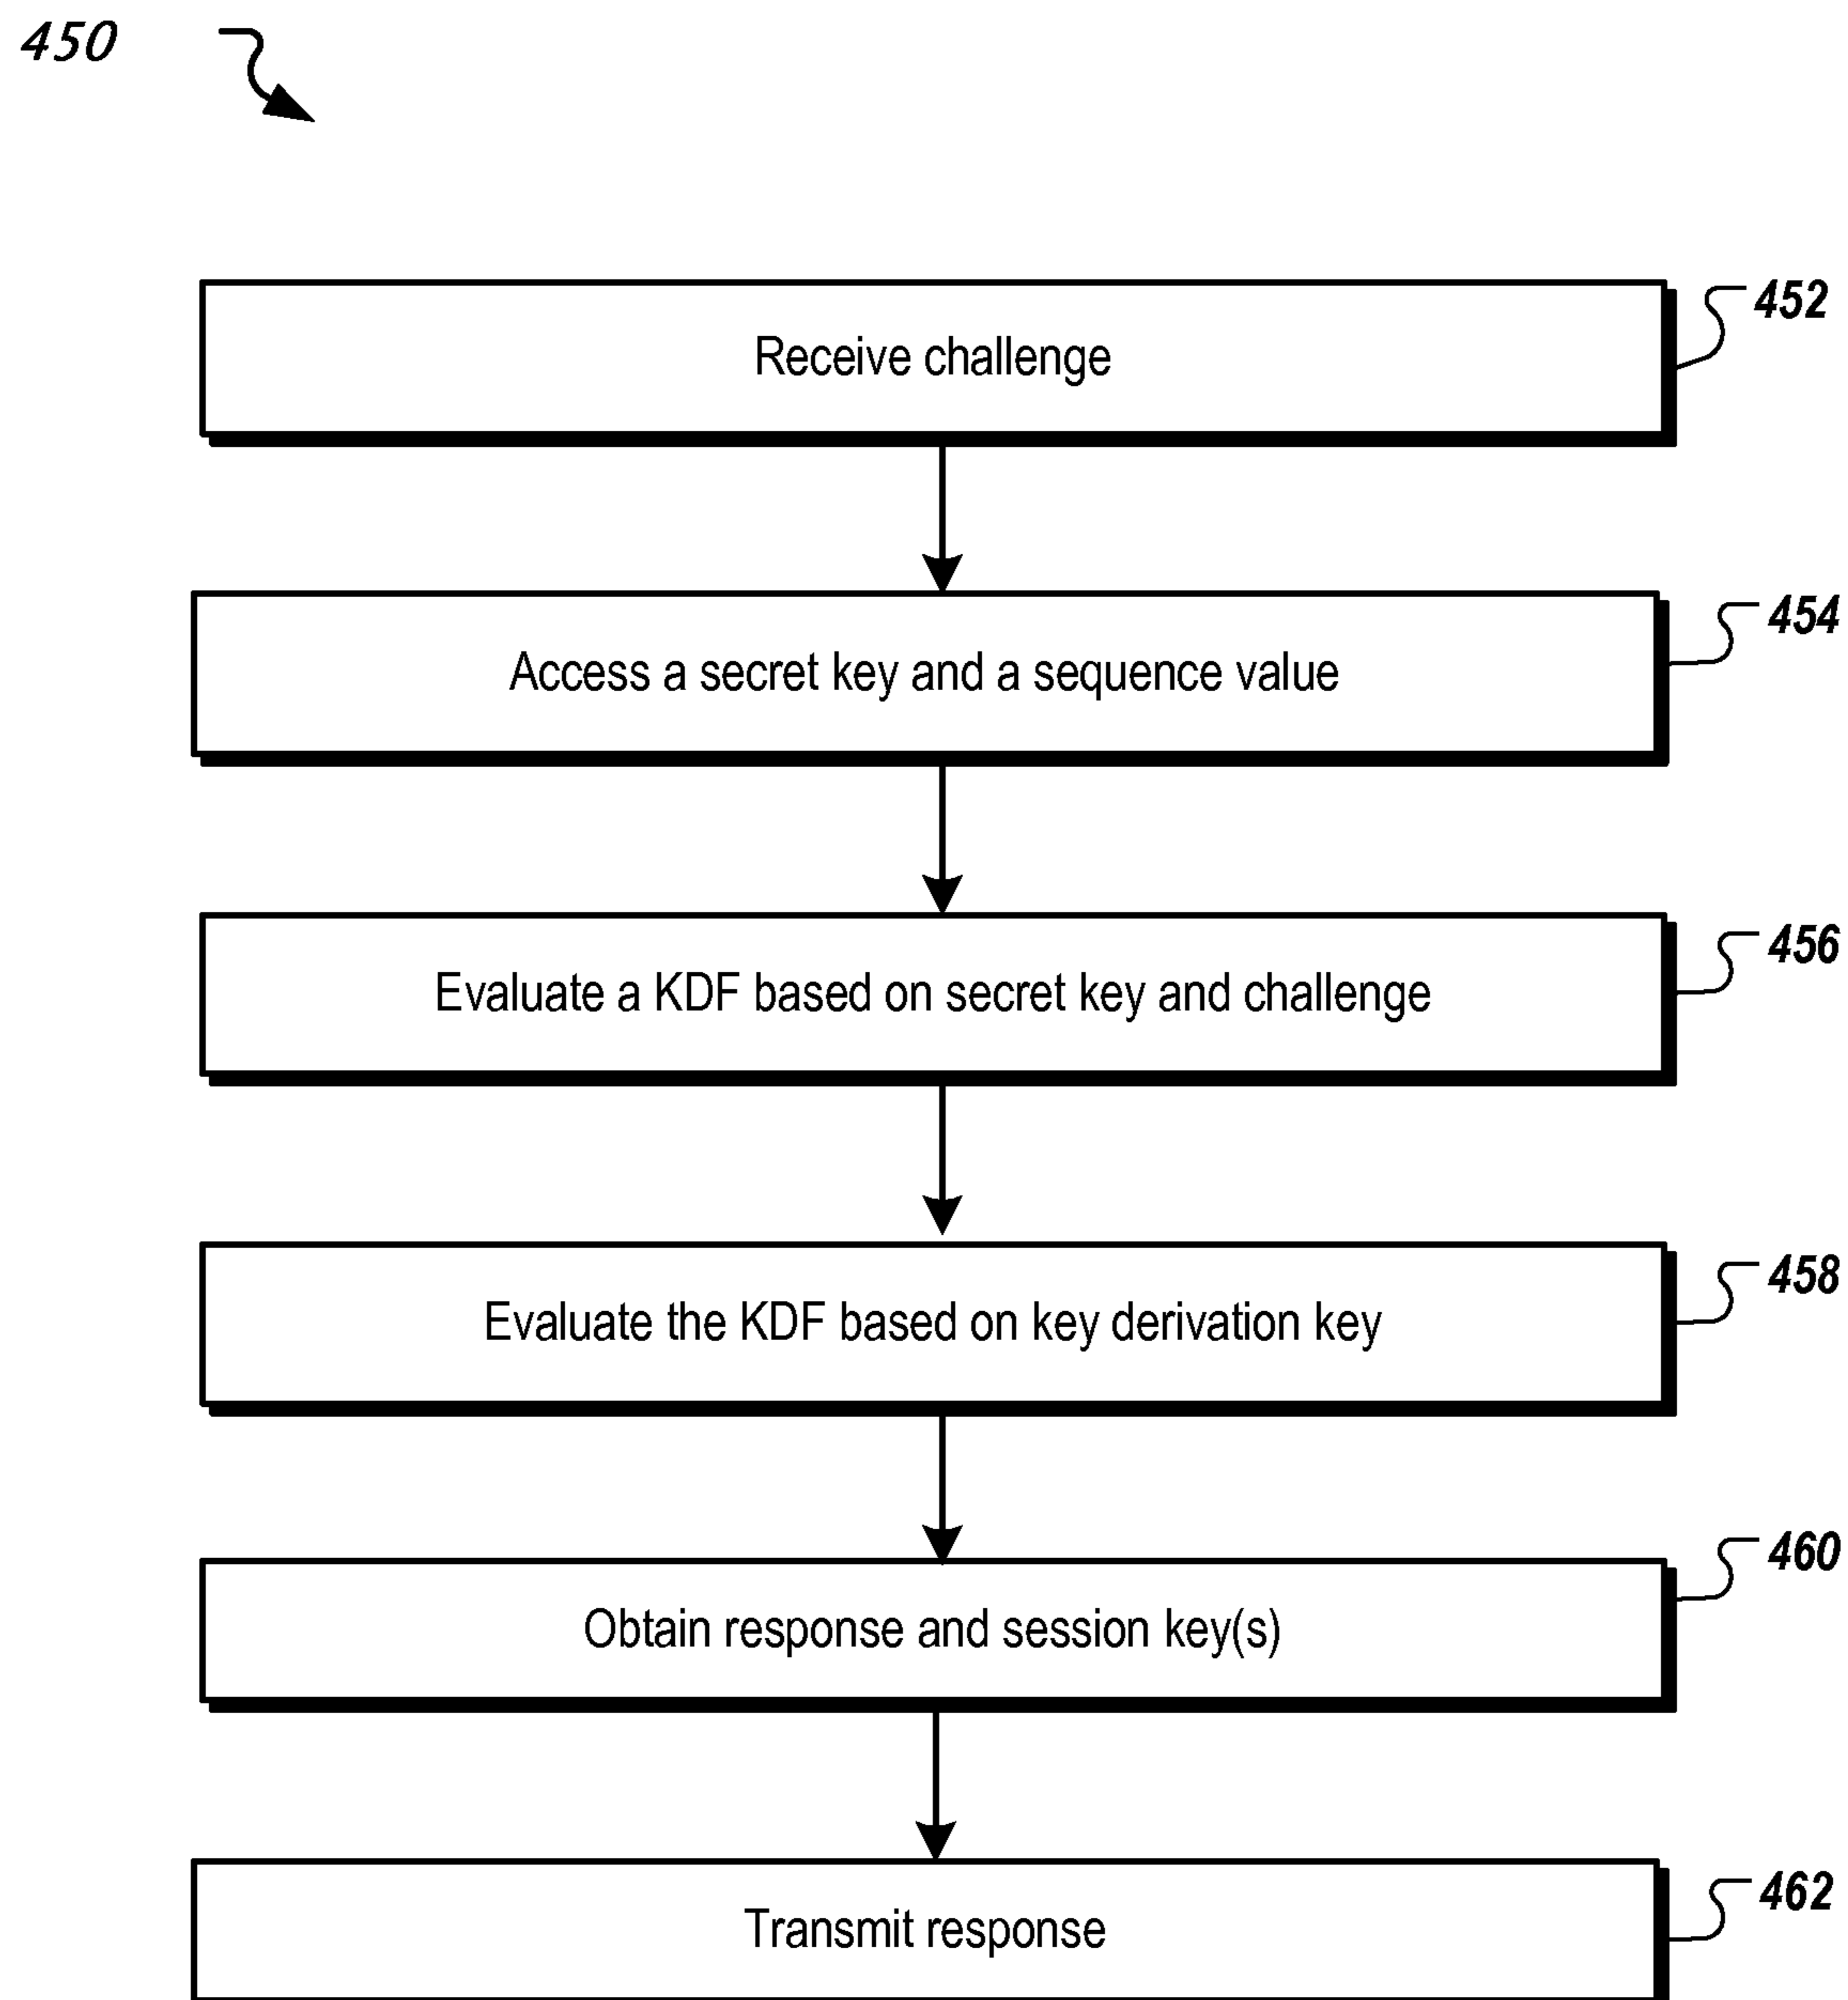 450
Receive challenge
452
Access a secret key and a sequence value
454
Evaluate a KDF based on secret key and challenge
456
Evaluate the KDF based on key derivation key
458
Obtain response and session key(s)
460
Transmit response
462